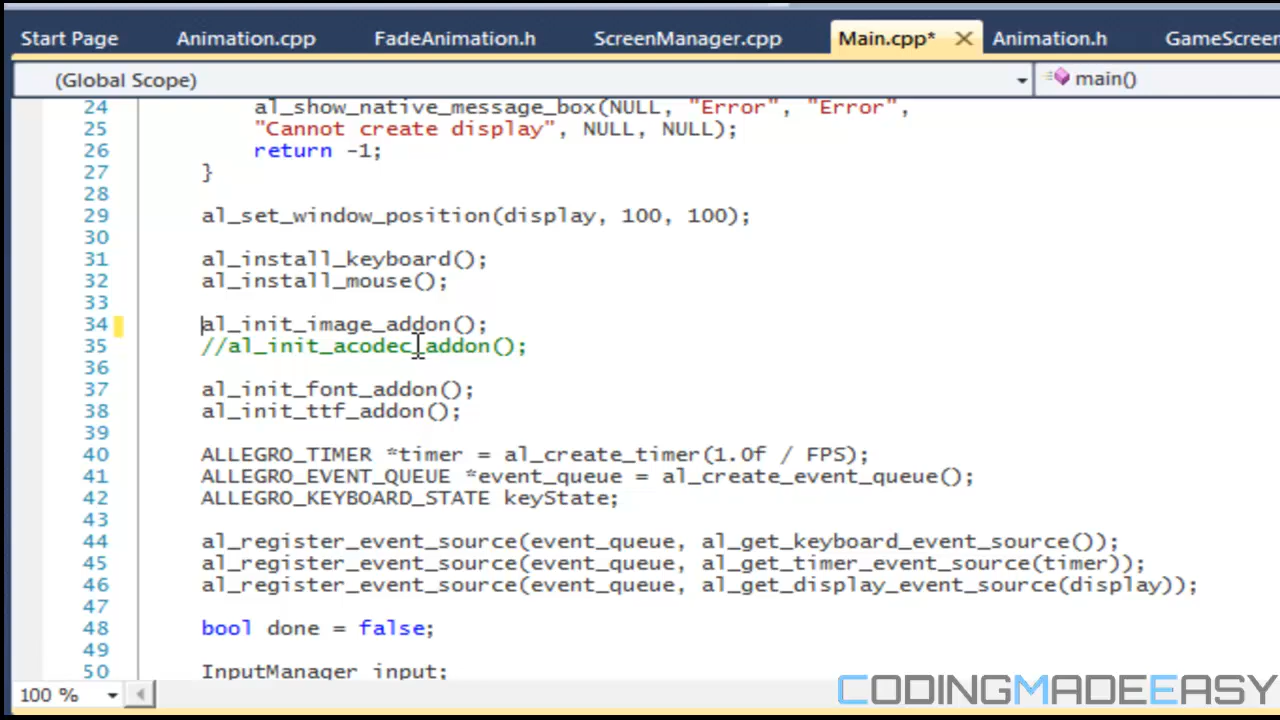 Start Page Animation.cpp FadeAnimation.h ScreenManager.cpp Main.cpp* Animation.h GameScreen
(Global Scope) main()
24 al_show_native_message_box(NULL, "Error", "Error",
25 "Cannot create display", NULL, NULL);
26 return -1;
27 }
28
29 al_set_window_position(display, 100, 100);
30
31 al_install_keyboard();
32 al_install_mouse();
33
34 al_init_image_addon();
35 //al_init_acodec_addon();
36
37 al_init_font_addon();
38 al_init_ttf_addon();
39
40 ALLEGRO_TIMER *timer = al_create_timer(1.0f / FPS);
41 ALLEGRO_EVENT_QUEUE *event_queue = al_create_event_queue();
42 ALLEGRO_KEYBOARD_STATE keyState;
43
44 al_register_event_source(event_queue, al_get_keyboard_event_source());
45 al_register_event_source(event_queue, al_get_timer_event_source(timer));
46 al_register_event_source(event_queue, al_get_display_event_source(display));
47
48 bool done = false;
49
50 InputManager input;
100 %
CODINGMADEEASY